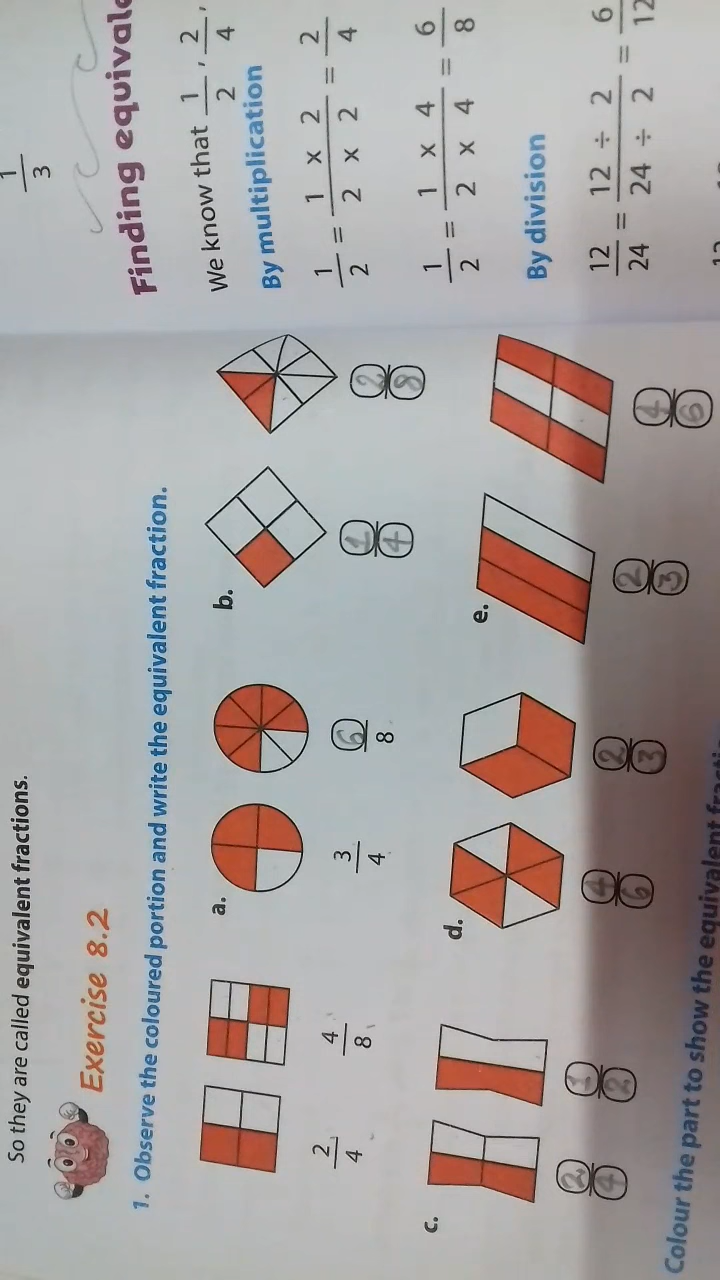 So they are called equivalent fractions.
Exercise 8.2
1. Observe the coloured portion and write the equivalent fraction.
2/4 4/8
a. 3/4 6/8
b. 1/4 2/8
c. 2/4 1/2
d. 4/6 2/3
e. 2/3 4/6
Colour the part to show the equivalent
1/3
Finding
We know that 1/2, 2/4,
By multiplication
1/2 = 1 x 2 / 2 x 2 = 2/4
1/2 = 1 x 4 / 2 x 4 = 6/8
By division
12/24 = 12 ÷ 2 / 24 ÷ 2 = 6/12